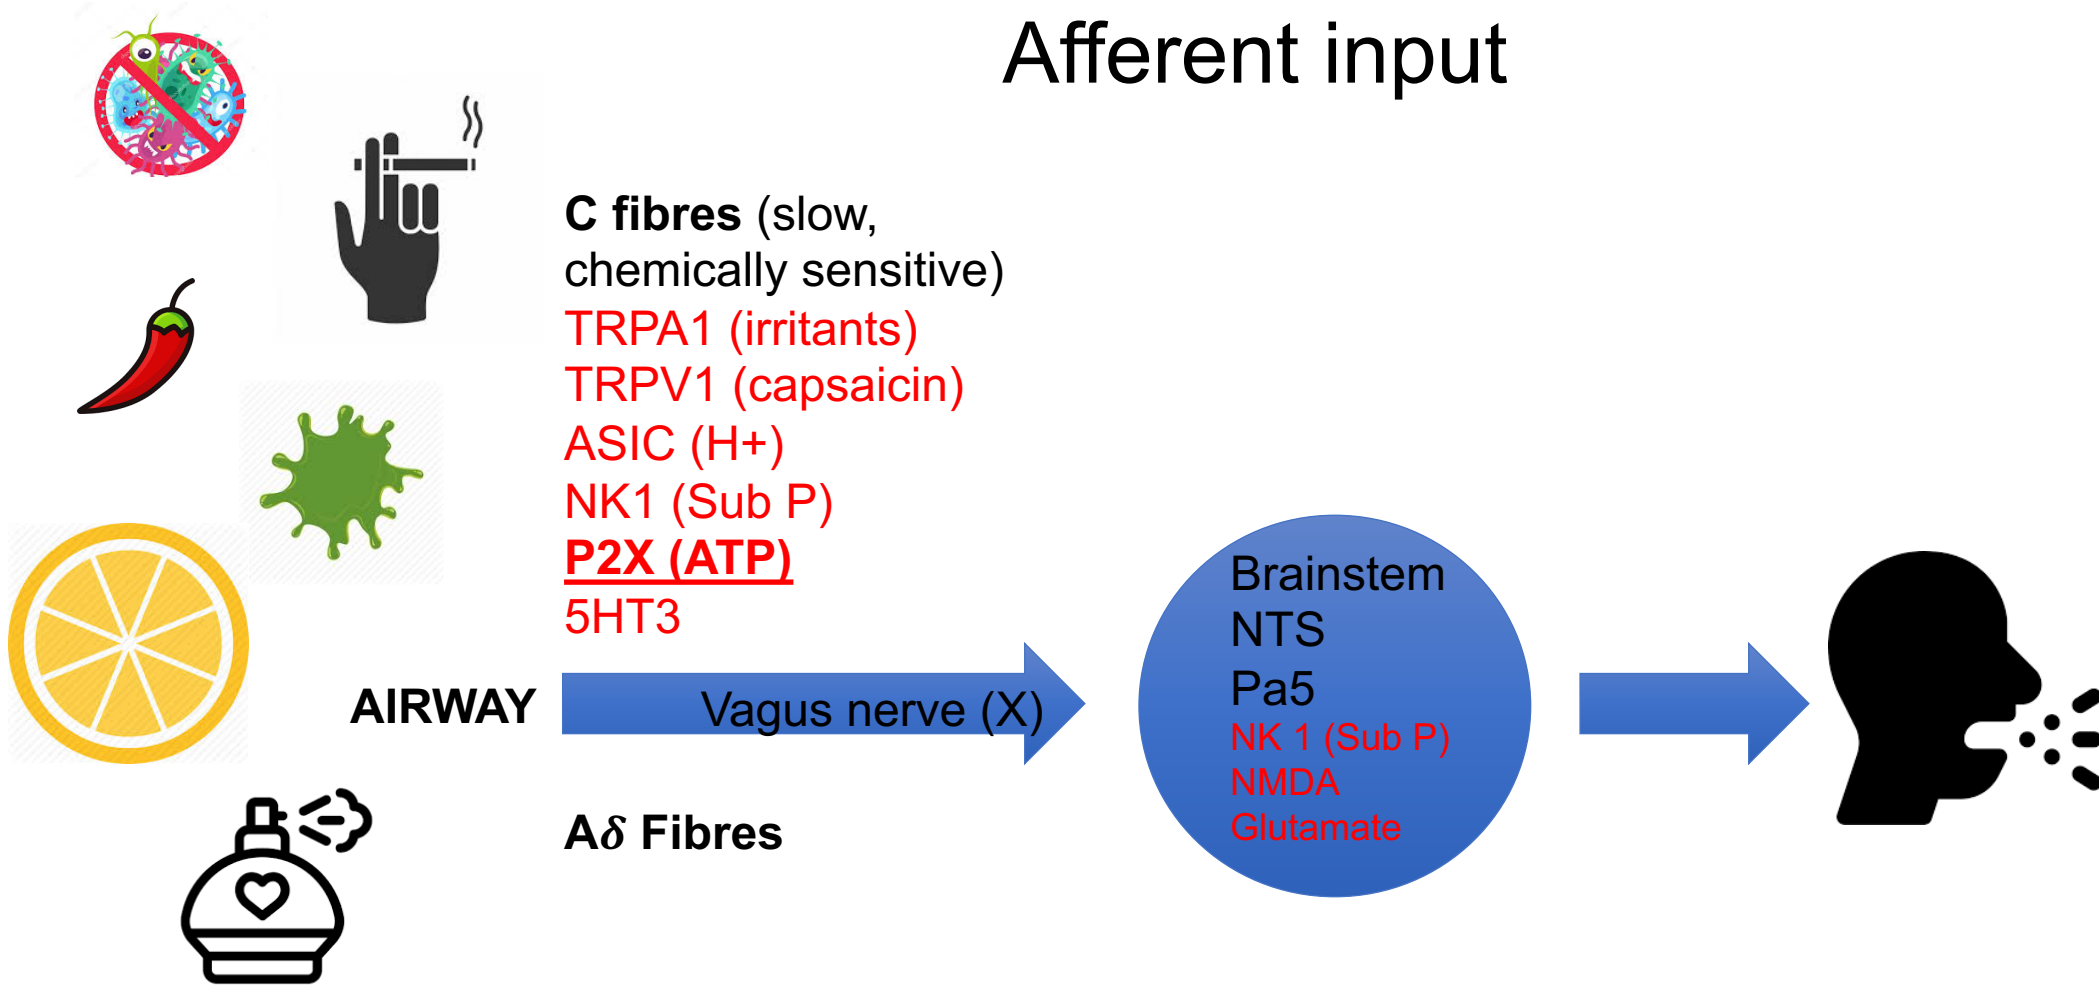 Afferent input
C fibres (slow,
chemically sensitive)
TRPA1 (irritants)
TRPV1 (capsaicin)
ASIC (H+)
NK1 (Sub P)
P2X (ATP)
5HT3
AIRWAY
Vagus nerve (X)
Aδ Fibres
Brainstem
NTS
Pa5
NK 1 (Sub P)
NMDA
Glutamate